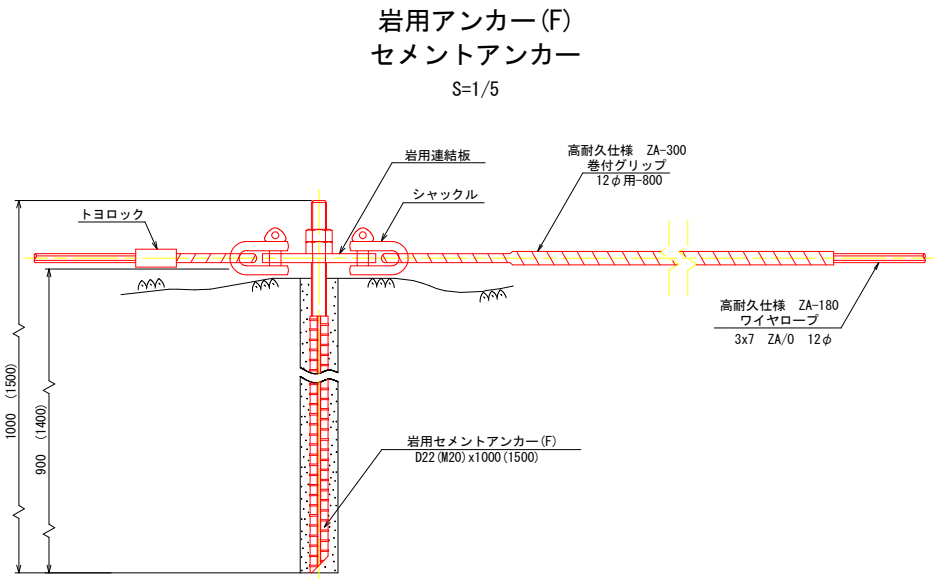 岩用アンカー(F)
セメントアンカー
S=1/5
岩用連結板
高耐久仕様 ZA-300
巻付グリップ
12φ用-800
シャックル
トヨロック
高耐久仕様 ZA-180
ワイヤロープ
3x7 ZA/O 12φ
1000 (1500)
900 (1400)
岩用セメントアンカー(F)
D22(M20)x1000(1500)